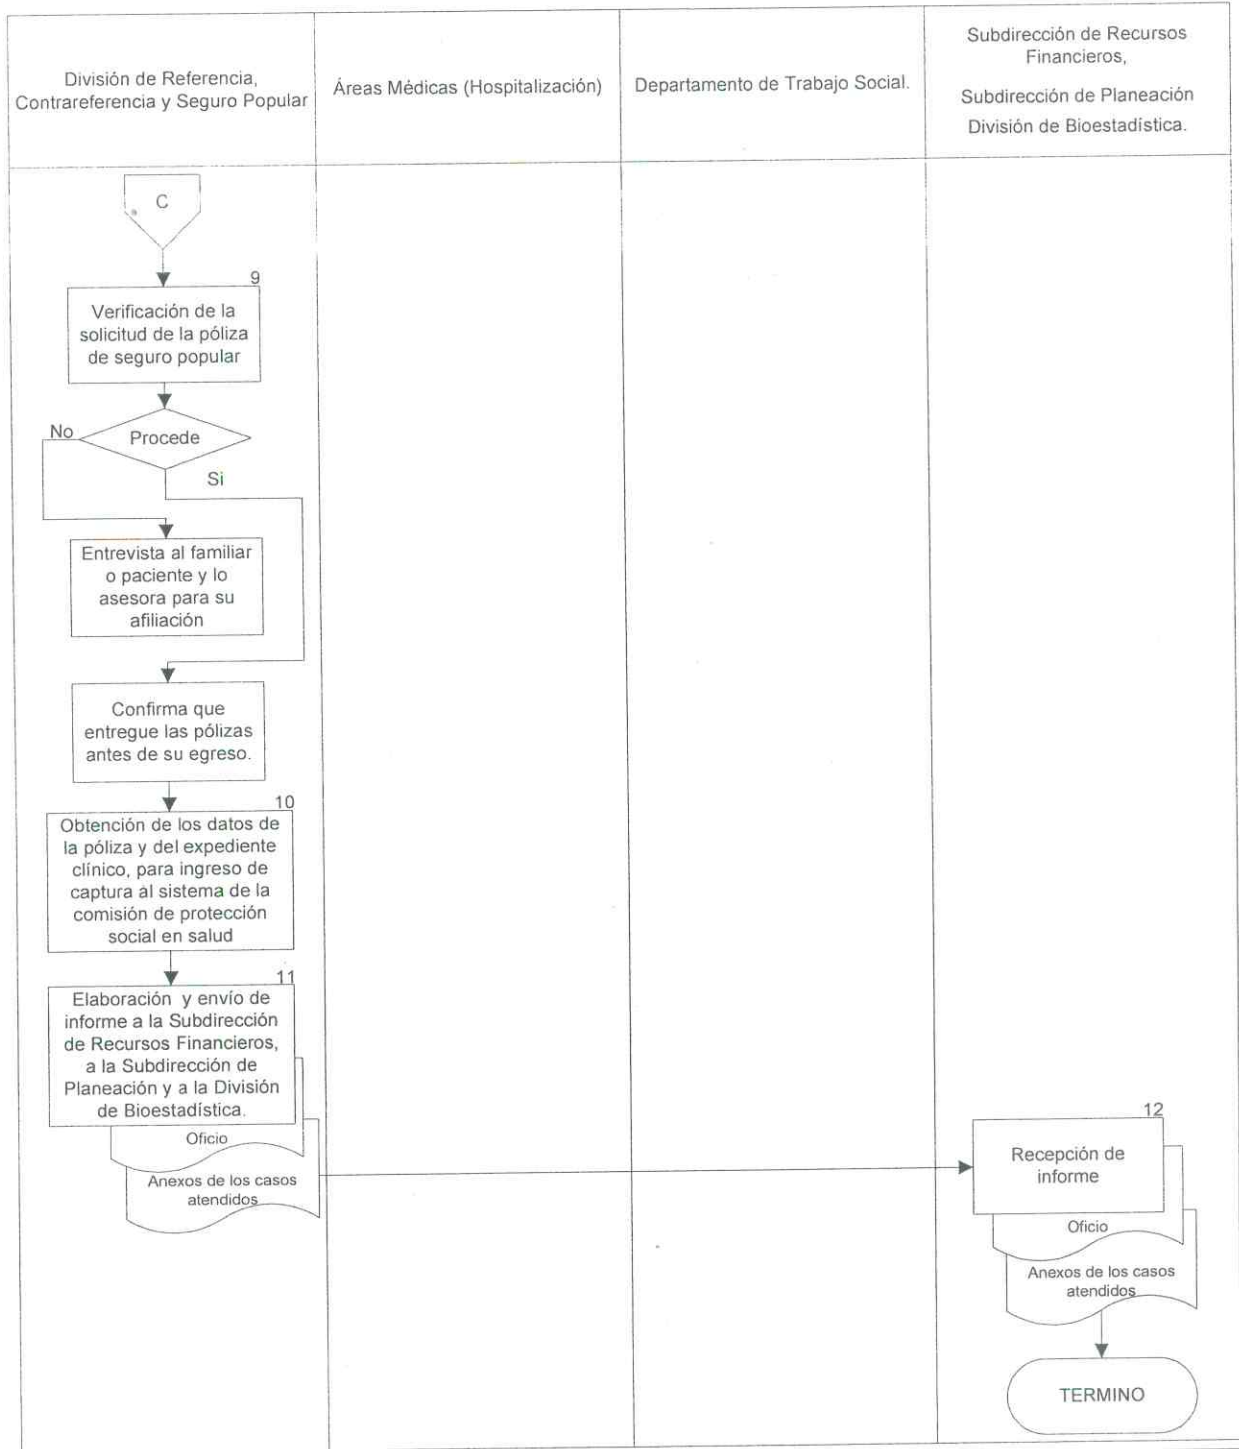 División de Referencia,
Contrareferencia y Seguro Popular
Áreas Médicas (Hospitalización)
Departamento de Trabajo Social.
Subdirección de Recursos
Financieros,
Subdirección de Planeación
División de Bioestadística.
C
9
Verificación de la
solicitud de la póliza
de seguro popular
No
Procede
Si
Entrevista al familiar
o paciente y lo
asesora para su
afiliación
Confirma que
entregue las pólizas
antes de su egreso.
10
Obtención de los datos de
la póliza y del expediente
clínico, para ingreso de
captura al sistema de la
comisión de protección
social en salud
11
Elaboración y envío de
informe a la Subdirección
de Recursos Financieros,
a la Subdirección de
Planeación y a la División
de Bioestadística.
Oficio
Anexos de los casos
atendidos
12
Recepción de
informe
Oficio
Anexos de los casos
atendidos
TERMINO